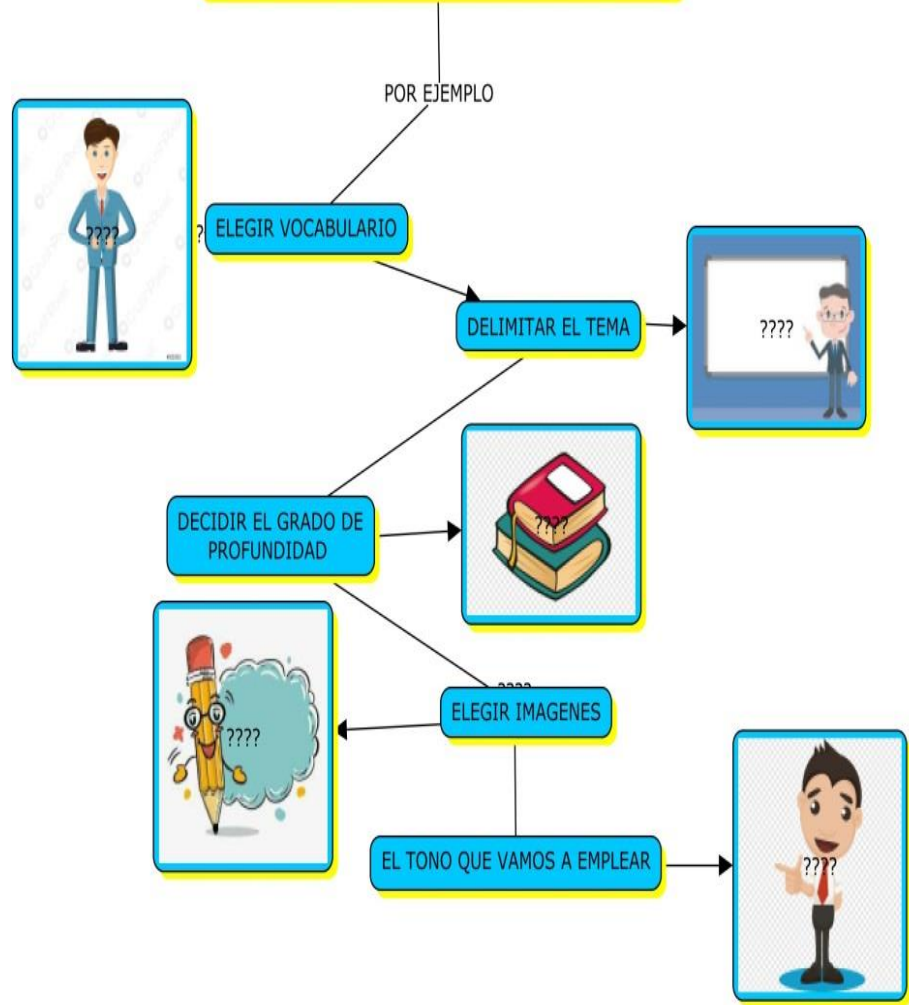 POR EJEMPLO
????
?
ELEGIR VOCABULARIO
DELIMITAR EL TEMA
????
DECIDIR EL GRADO DE
PROFUNDIDAD
????
????
ELEGIR IMAGENES
????
EL TONO QUE VAMOS A EMPLEAR
????